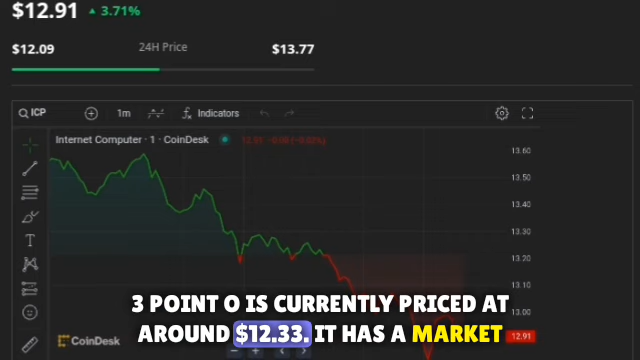 $12.91 ▲ 3.71%
$12.09 24H Price $13.77
ICP 1m Indicators
Internet Computer · 1 · CoinDesk
13.60
13.50
13.40
13.30
13.20
13.00
12.91
3 POINT O IS CURRENTLY PRICED AT
AROUND $12.33. IT HAS A MARKET
CoinDesk